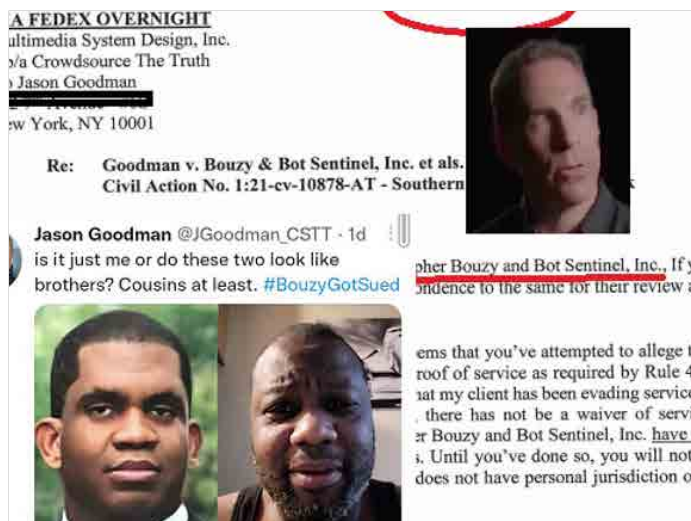 A FEDEX OVERNIGHT
ultimedia System Design, Inc.
/a Crowdsource The Truth
Jason Goodman
ew York, NY 10001
Re: Goodman v. Bouzy & Bot Sentinel, Inc. et als.
Civil Action No. 1:21-cv-10878-AT - Southern
Jason Goodman @JGoodman_CSTT · 1d
is it just me or do these two look like
brothers? Cousins at least. #BouzyGotSued
pher Bouzy and Bot Sentinel, Inc., If y
ondence to the same for their review a
ems that you've attempted to allege t
roof of service as required by Rule 4
at my client has been evading service
there has not be a waiver of servi
er Bouzy and Bot Sentinel, Inc. have
s. Until you've done so, you will not
does not have personal jurisdiction o